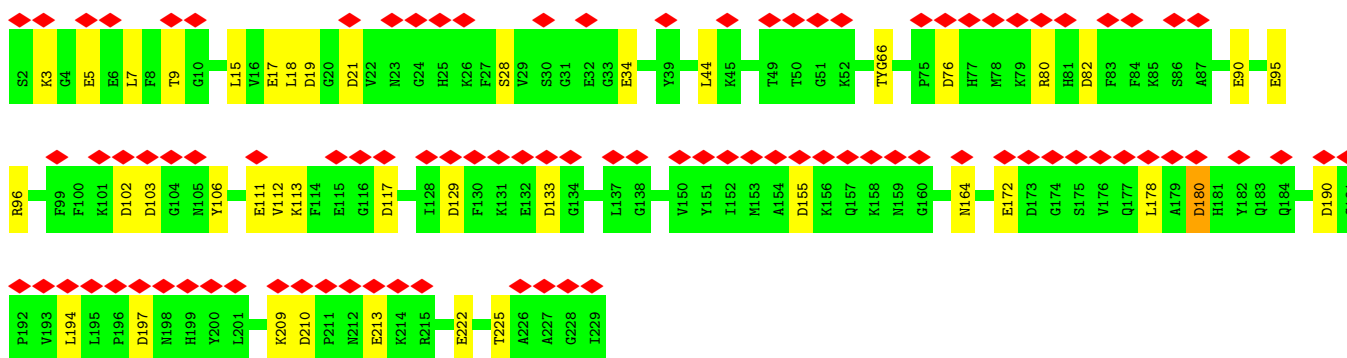 S2 K3 G4 E5 E6 L7 F8 T9 G10 L15 V16 E17 L18 D19 G20 D21 V22 N23 G24 H25 K26 F27 S28 V29 S30 G31 E32 G33 E34 Y39 L44 K45 T49 T50 G51 K52 TYG66 P75 D76 H77 M78 K79 R80 H81 D82 F83 F84 K85 S86 A87 E90 E95
R96 F99 F100 K101 D102 D103 G104 N105 Y106 E111 V112 K113 F114 E115 G116 D117 I128 D129 F130 K131 E132 D133 G134 L137 G138 V150 Y151 I152 M153 A154 D155 K156 Q157 K158 N159 G160 N164 E172 D173 G174 S175 V176 Q177 L178 A179 D180 H181 Y182 Q183 Q184 D190
P192 V193 L194 L195 P196 D197 N198 H199 Y200 L201 K209 D210 P211 N212 E213 K214 R215 E222 T225 A226 A227 G228 I229